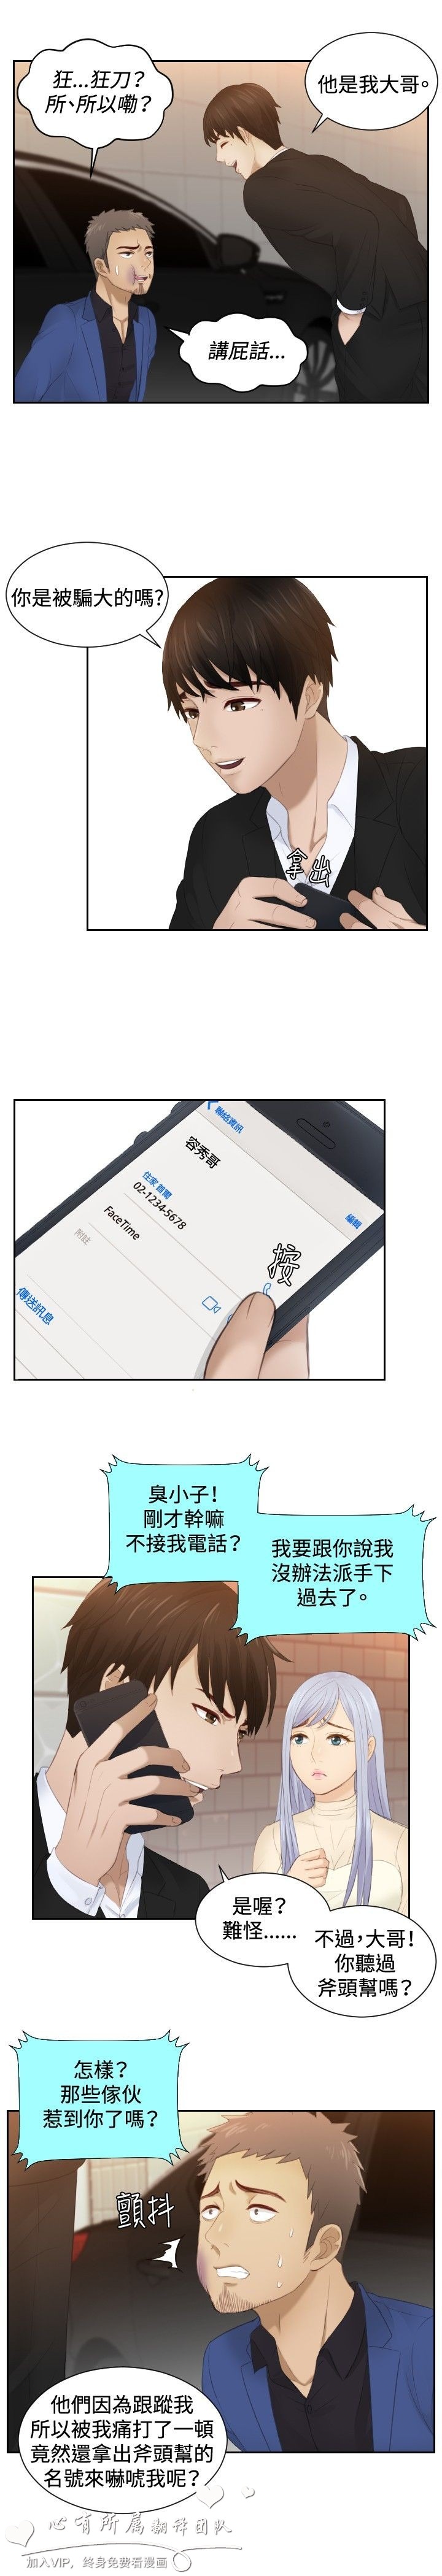 狂...狂刀？
所、所以嘞？
他是我大哥。
講屁話...
你是被騙大的嗎?
拿出
聯絡資訊
容秀哥
編輯
住家 首爾
02-1234-5678
FaceTime
附註
傳送訊息
按
臭小子！
剛才幹嘛
不接我電話？
我要跟你說我
沒辦法派手下
過去了。
是喔？
難怪......
不過，大哥！
你聽過
斧頭幫嗎？
怎樣？
那些傢伙
惹到你了嗎？
顫抖
他們因為跟蹤我
所以被我痛打了一頓
竟然還拿出斧頭幫的
名號來嚇唬我呢？
心有所属翻译团队
加入VIP，终身免费看漫画